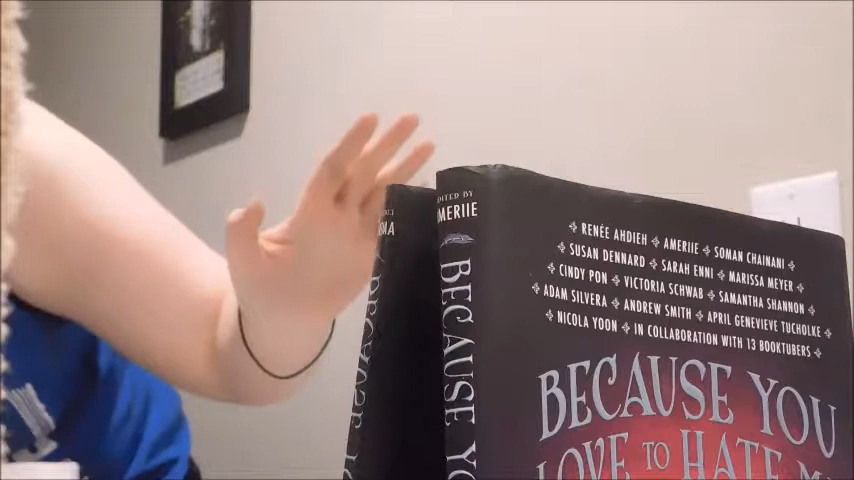 EDITED BY
AMERIIE
BECAUSE YO
RENÉE AHDIEH ✦ AMERIIE ✦ SOMAN CHAINANI
SUSAN DENNARD ✦ SARAH ENNI ✦ MARISSA MEYER
CINDY PON ✦ VICTORIA SCHWAB ✦ SAMANTHA SHANNON
ADAM SILVERA ✦ ANDREW SMITH ✦ APRIL GENEVIEVE TUCHOLKE
NICOLA YOON ✦ IN COLLABORATION WITH 13 BOOKTUBERS
BECAUSE YOU
LOVE TO HATE M